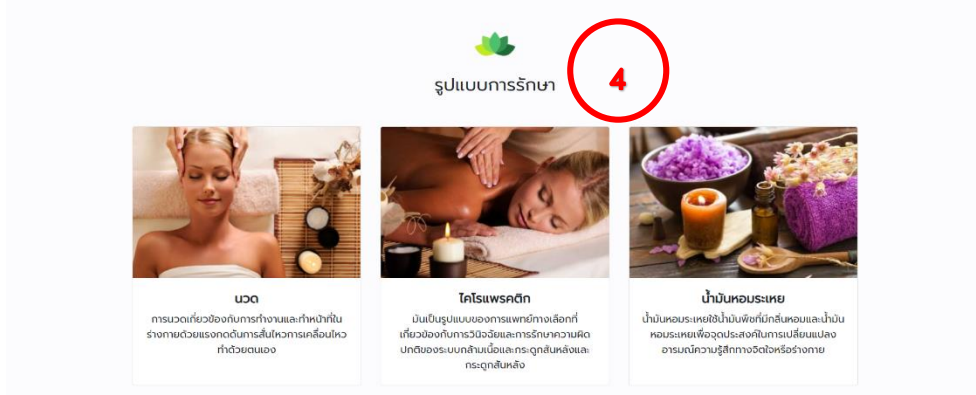 รูปแบบการรักษา
4
นวด
การนวดเกี่ยวข้องกับการทำงานและทำหน้าที่ใน
ร่างกายด้วยแรงกดดันการสั่นไหวการเคลื่อนไหว
ทำด้วยตนเอง
ไคโรแพรคติก
มันเป็นรูปแบบของการแพทย์ทางเลือกที่
เกี่ยวข้องกับการวินิจฉัยและการรักษาความผิด
ปกติของระบบกล้ามเนื้อและกระดูกสันหลังและ
กระดูกสันหลัง
น้ำมันหอมระเหย
น้ำมันหอมระเหยใช้น้ำมันพืชที่มีกลิ่นหอมและน้ำมัน
หอมระเหยเพื่อจุดประสงค์ในการเปลี่ยนแปลง
อารมณ์ความรู้สึกทางจิตใจหรือร่างกาย